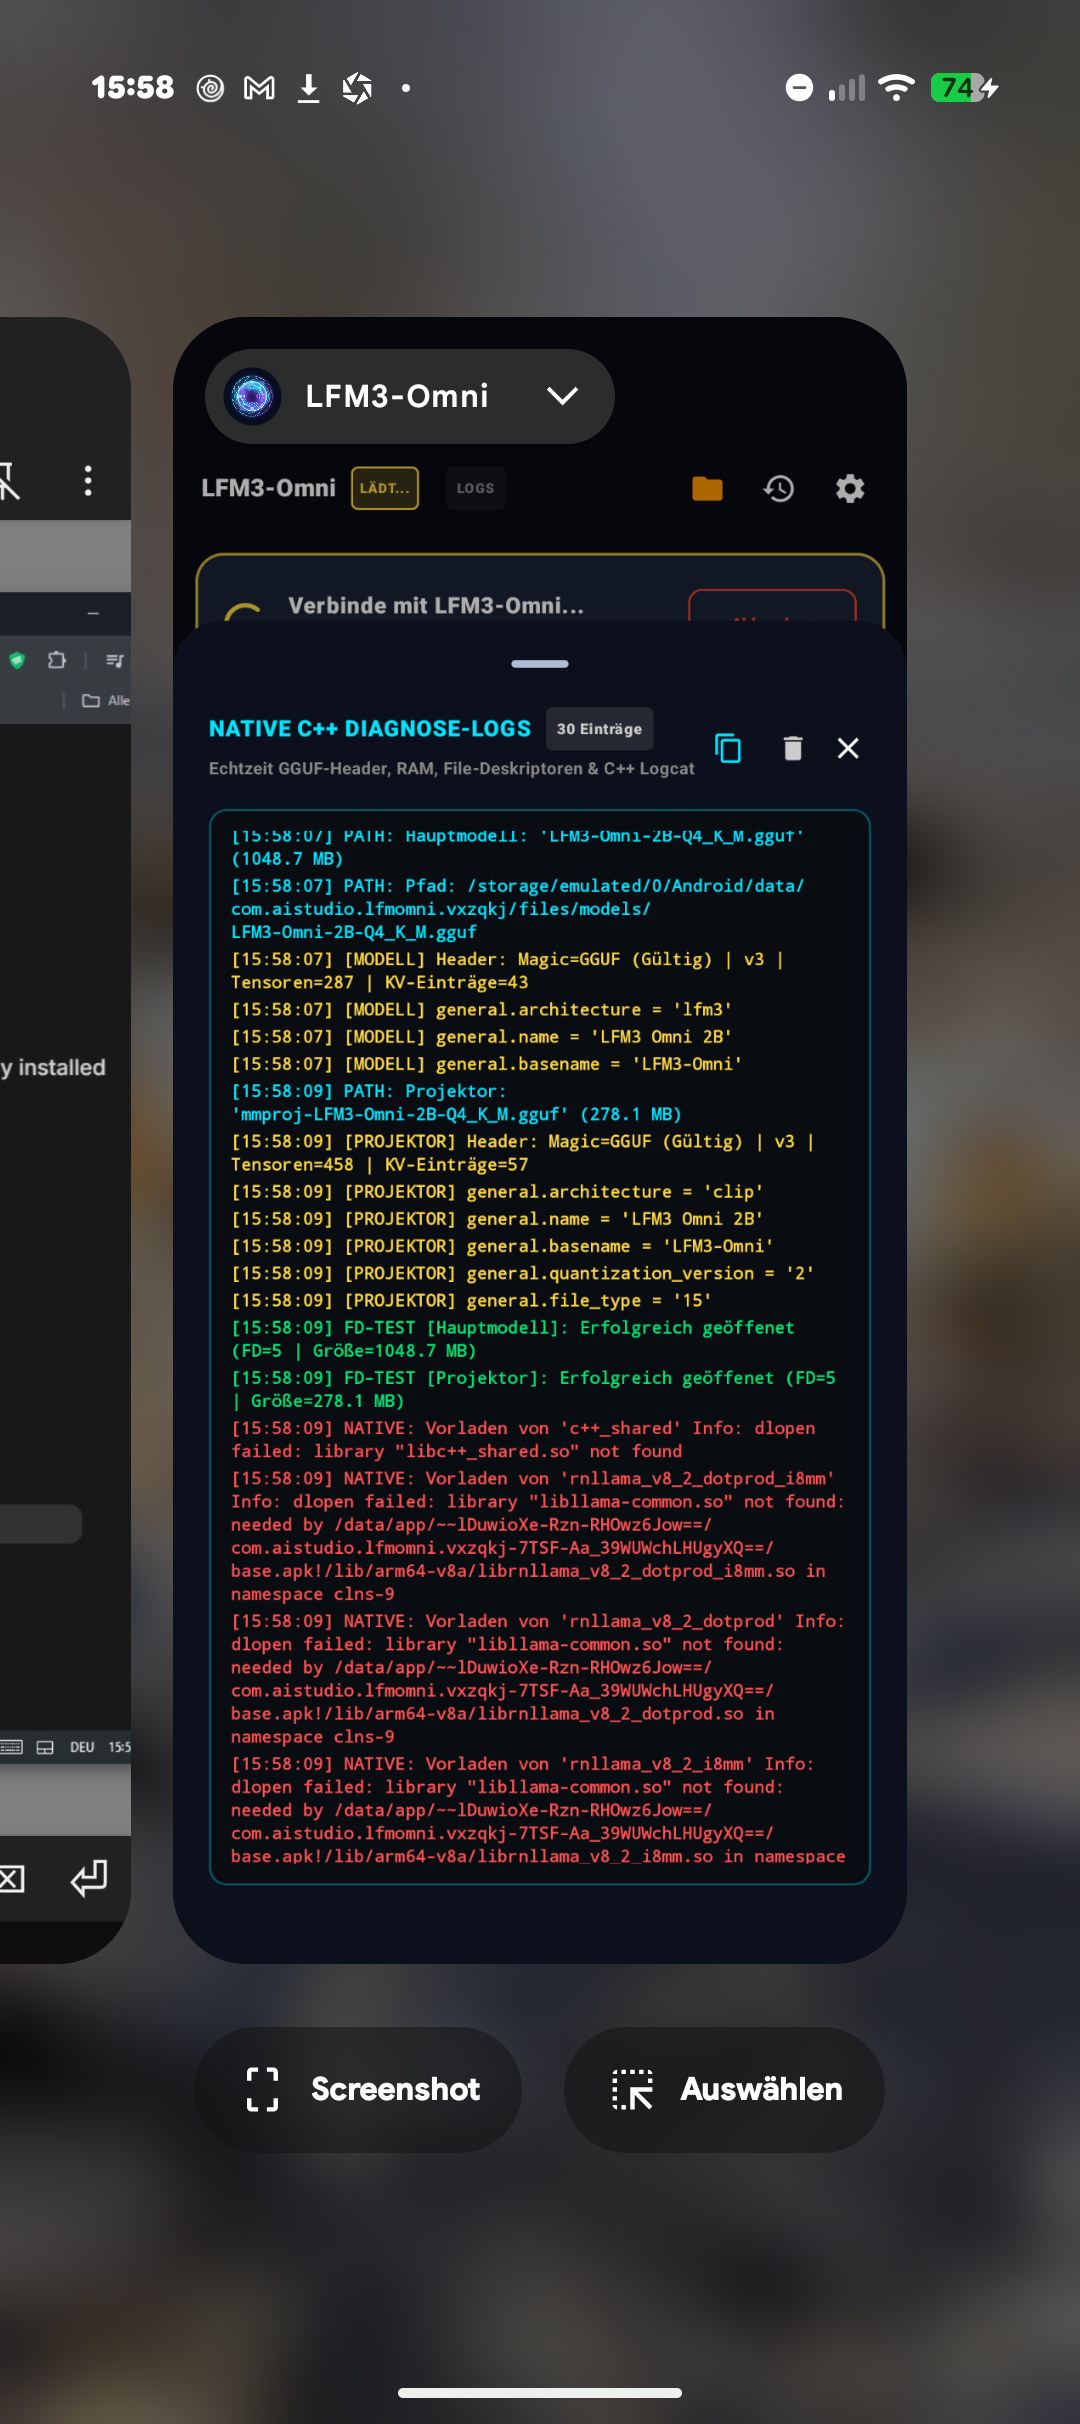 15:58
74
LFM3-Omni
LFM3-Omni
LÄDT...
LOGS
Verbinde mit LFM3-Omni...
NATIVE C++ DIAGNOSE-LOGS
30 Einträge
Echtzeit GGUF-Header, RAM, File-Deskriptoren & C++ Logcat
[15:58:07] PATH: Hauptmodell: 'LFM3-Omni-2B-Q4_K_M.gguf'
(1048.7 MB)
[15:58:07] PATH: Pfad: /storage/emulated/0/Android/data/
com.aistudio.lfmomni.vxzqkj/files/models/
LFM3-Omni-2B-Q4_K_M.gguf
[15:58:07] [MODELL] Header: Magic=GGUF (Gültig) | v3 |
Tensoren=287 | KV-Einträge=43
[15:58:07] [MODELL] general.architecture = 'lfm3'
[15:58:07] [MODELL] general.name = 'LFM3 Omni 2B'
[15:58:07] [MODELL] general.basename = 'LFM3-Omni'
[15:58:09] PATH: Projektor:
'mmproj-LFM3-Omni-2B-Q4_K_M.gguf' (278.1 MB)
[15:58:09] [PROJEKTOR] Header: Magic=GGUF (Gültig) | v3 |
Tensoren=458 | KV-Einträge=57
[15:58:09] [PROJEKTOR] general.architecture = 'clip'
[15:58:09] [PROJEKTOR] general.name = 'LFM3 Omni 2B'
[15:58:09] [PROJEKTOR] general.basename = 'LFM3-Omni'
[15:58:09] [PROJEKTOR] general.quantization_version = '2'
[15:58:09] [PROJEKTOR] general.file_type = '15'
[15:58:09] FD-TEST [Hauptmodell]: Erfolgreich geöffenet
(FD=5 | Größe=1048.7 MB)
[15:58:09] FD-TEST [Projektor]: Erfolgreich geöffenet (FD=5
| Größe=278.1 MB)
[15:58:09] NATIVE: Vorladen von 'c++_shared' Info: dlopen
failed: library "libc++_shared.so" not found
[15:58:09] NATIVE: Vorladen von 'rnllama_v8_2_dotprod_i8mm'
Info: dlopen failed: library "libllama-common.so" not found:
needed by /data/app/~~lDuwioXe-Rzn-RHOwz6Jow==/
com.aistudio.lfmomni.vxzqkj-7TSF-Aa_39WUWchLHUgyXQ==/
base.apk!/lib/arm64-v8a/librnllama_v8_2_dotprod_i8mm.so in
namespace clns-9
[15:58:09] NATIVE: Vorladen von 'rnllama_v8_2_dotprod' Info:
dlopen failed: library "libllama-common.so" not found:
needed by /data/app/~~lDuwioXe-Rzn-RHOwz6Jow==/
com.aistudio.lfmomni.vxzqkj-7TSF-Aa_39WUWchLHUgyXQ==/
base.apk!/lib/arm64-v8a/librnllama_v8_2_dotprod.so in
namespace clns-9
[15:58:09] NATIVE: Vorladen von 'rnllama_v8_2_i8mm' Info:
dlopen failed: library "libllama-common.so" not found:
needed by /data/app/~~lDuwioXe-Rzn-RHOwz6Jow==/
com.aistudio.lfmomni.vxzqkj-7TSF-Aa_39WUWchLHUgyXQ==/
base.apk!/lib/arm64-v8a/librnllama_v8_2_i8mm.so in namespace
Alle
y installed
DEU
15:5
Screenshot
Auswählen